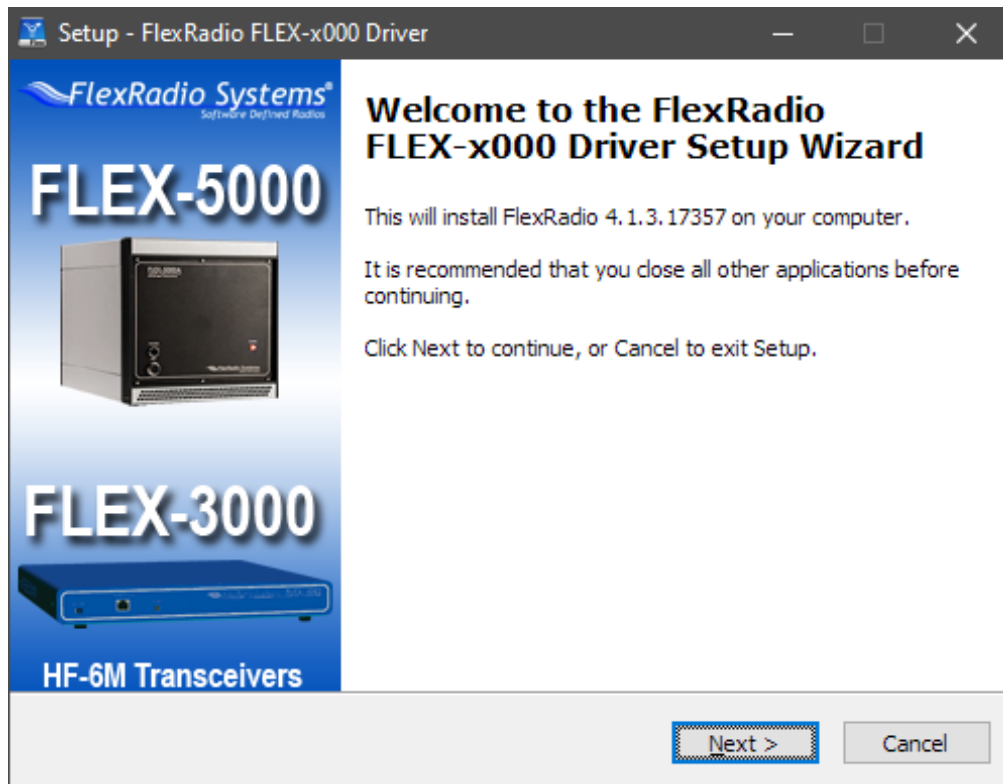 Setup - FlexRadio FLEX-x000 Driver
FlexRadio Systems®
Software Defined Radios
FLEX-5000
FLEX-3000
HF-6M Transceivers
Welcome to the FlexRadio
FLEX-x000 Driver Setup Wizard
This will install FlexRadio 4.1.3.17357 on your computer.
It is recommended that you close all other applications before
continuing.
Click Next to continue, or Cancel to exit Setup.
Next >
Cancel